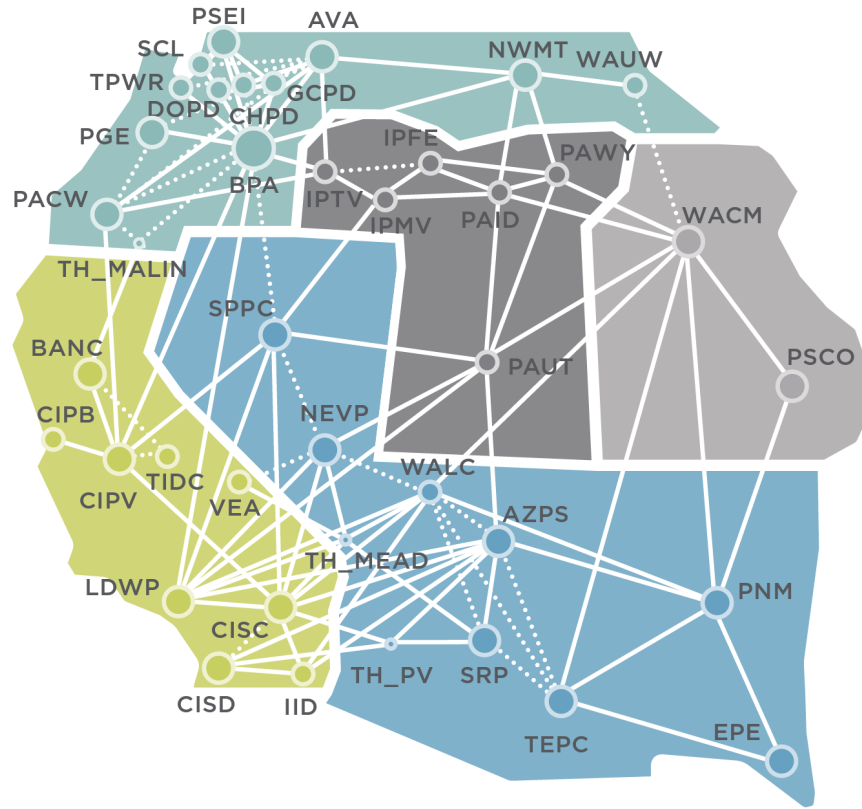 PSEI
AVA
SCL
NWMT
WAUW
TPWR
GCPD
DOPD
CHPD
PGE
IPFE
PAWY
BPA
IPTV
PACW
IPMV
PAID
WACM
TH_MALIN
SPPC
BANC
PSCO
PAUT
CIPB
NEVP
TIDC
WALC
CIPV
VEA
AZPS
TH_MEAD
LDWP
PNM
CISC
TH_PV
SRP
CISD
IID
EPE
TEPC